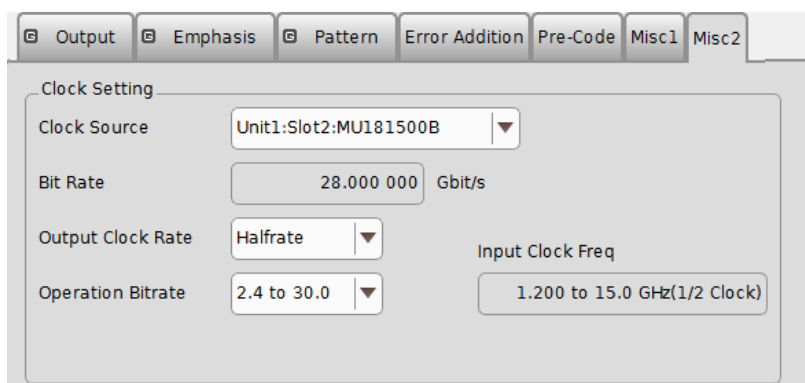 G Output G Emphasis G Pattern Error Addition Pre-Code Misc1 Misc2
Clock Setting
Clock Source Unit1:Slot2:MU181500B
Bit Rate 28.000 000 Gbit/s
Output Clock Rate Halfrate
Input Clock Freq
Operation Bitrate 2.4 to 30.0 1.200 to 15.0 GHz(1/2 Clock)